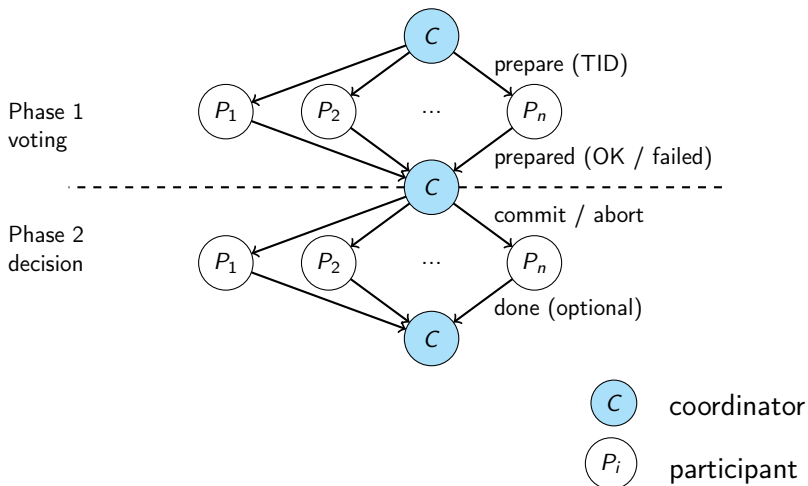 C
prepare (TID)
Phase 1
voting
P1 P2 ... Pn
prepared (OK / failed)
C
commit / abort
Phase 2
decision
P1 P2 ... Pn
done (optional)
C
C coordinator
Pi participant